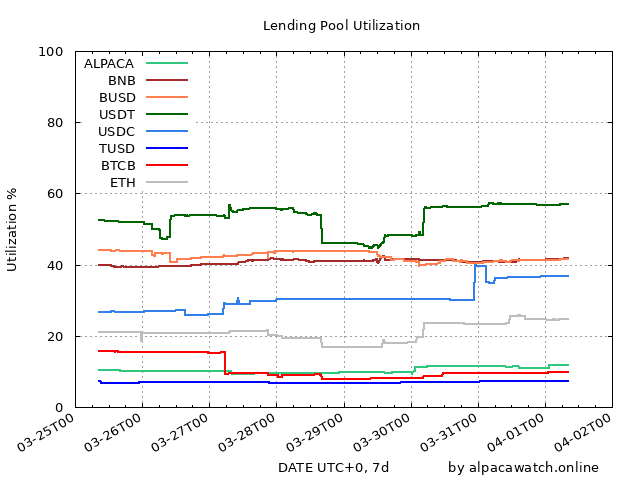 Lending Pool Utilization
100
80
60
40
20
0
Utilization %
ALPACA
BNB
BUSD
USDT
USDC
TUSD
BTCB
ETH
03-25T00
03-26T00
03-27T00
03-28T00
03-29T00
03-30T00
03-31T00
04-01T00
04-02T00
DATE UTC+0, 7d
by alpacawatch.online